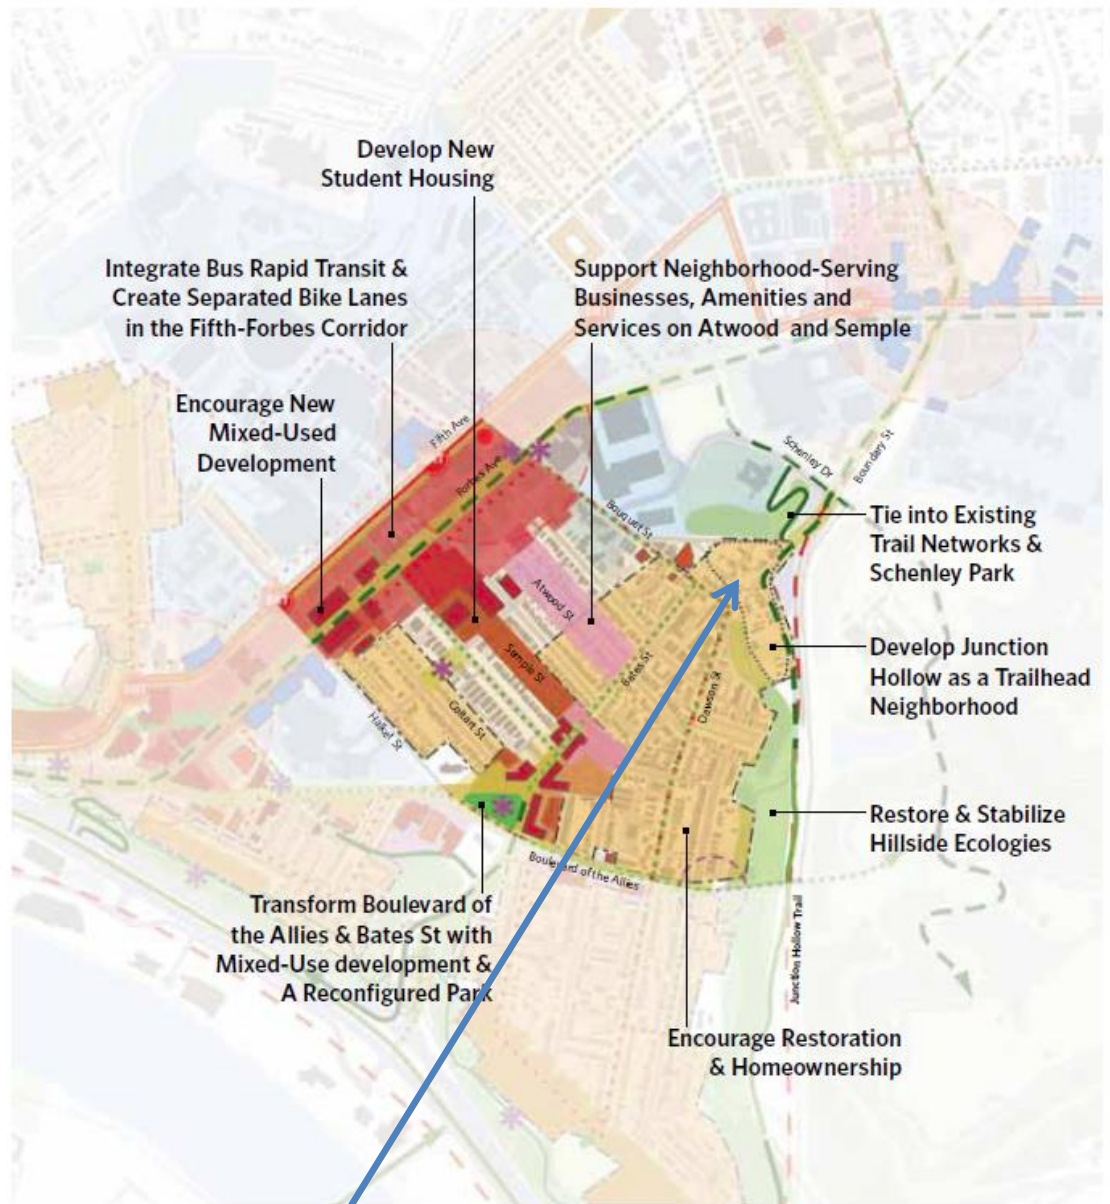 Develop New
Student Housing
Integrate Bus Rapid Transit &
Create Separated Bike Lanes
in the Fifth-Forbes Corridor
Support Neighborhood-Serving
Businesses, Amenities and
Services on Atwood and Semple
Encourage New
Mixed-Used
Development
Fifth Ave
Forbes Ave
Schenley Dr
Boundary St
Bouquet St
Tie into Existing
Trail Networks &
Schenley Park
Atwood St
Semple St
Bates St
Dawson St
Develop Junction
Hollow as a Trailhead
Neighborhood
Halket St
Restore & Stabilize
Hillside Ecologies
Boulevard of the Allies
Transform Boulevard of
the Allies & Bates St with
Mixed-Use development &
A Reconfigured Park
Junction Hollow Trail
Encourage Restoration
& Homeownership